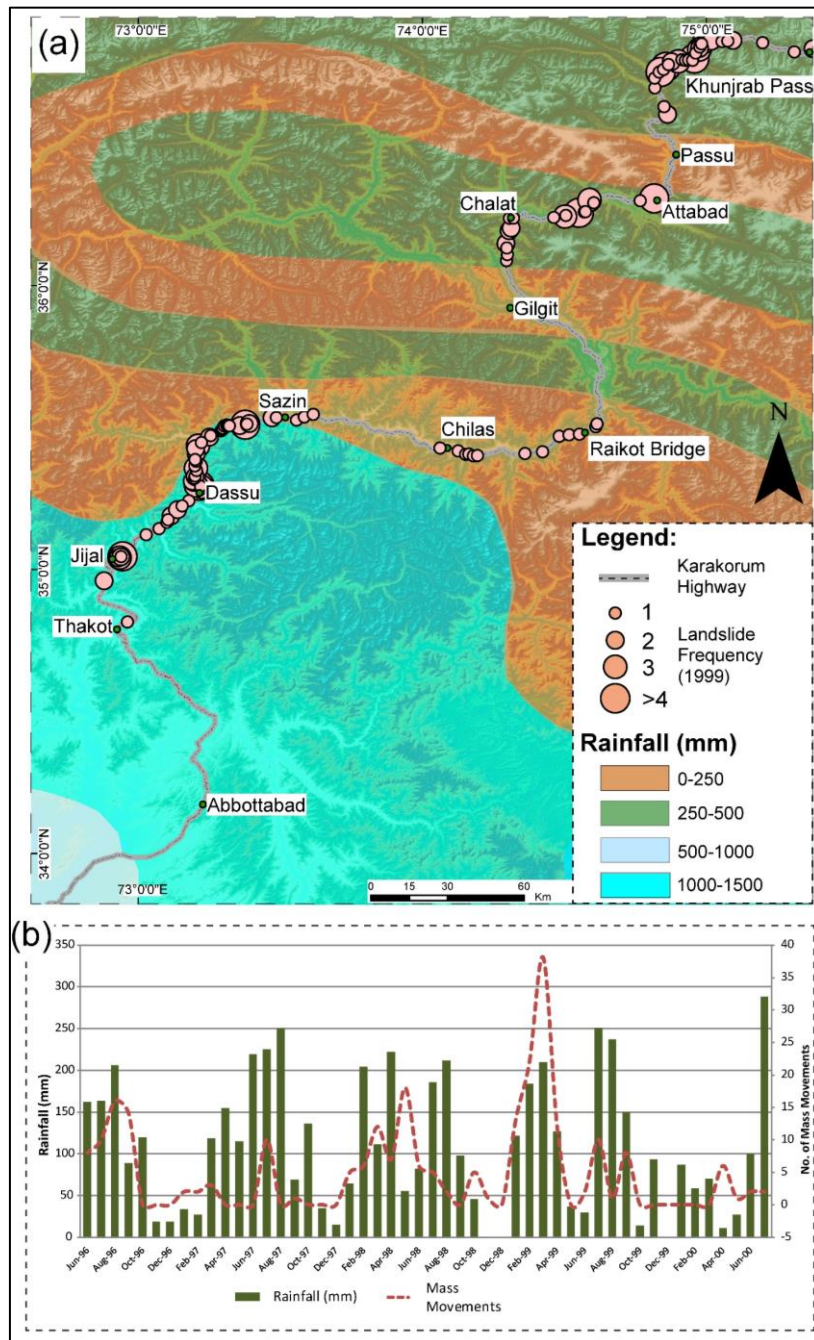 (a)
73°0'0"E
74°0'0"E
75°0'0"E
Khunjrab Pass
Passu
Chalat
Attabad
36°0'0"N
Gilgit
Sazin
Chilas
Raikot Bridge
N
Dassu
Jijal
35°0'0"N
Thakot
Abbottabad
34°0'0"N
73°0'0"E
0 15 30 60
Km
Legend:
Karakorum
Highway
1
2
3
>4
Landslide
Frequency
(1999)
Rainfall (mm)
0-250
250-500
500-1000
1000-1500
(b)
350
300
250
200
150
100
50
0
Rainfall (mm)
40
35
30
25
20
15
10
5
0
-5
No. of Mass Movements
Jun-96
Aug-96
Oct-96
Dec-96
Feb-97
Apr-97
Jun-97
Aug-97
Oct-97
Dec-97
Feb-98
Apr-98
Jun-98
Aug-98
Oct-98
Dec-98
Feb-99
Apr-99
Jun-99
Aug-99
Oct-99
Dec-99
Feb-00
Apr-00
Jun-00
Rainfall (mm)
Mass
Movements